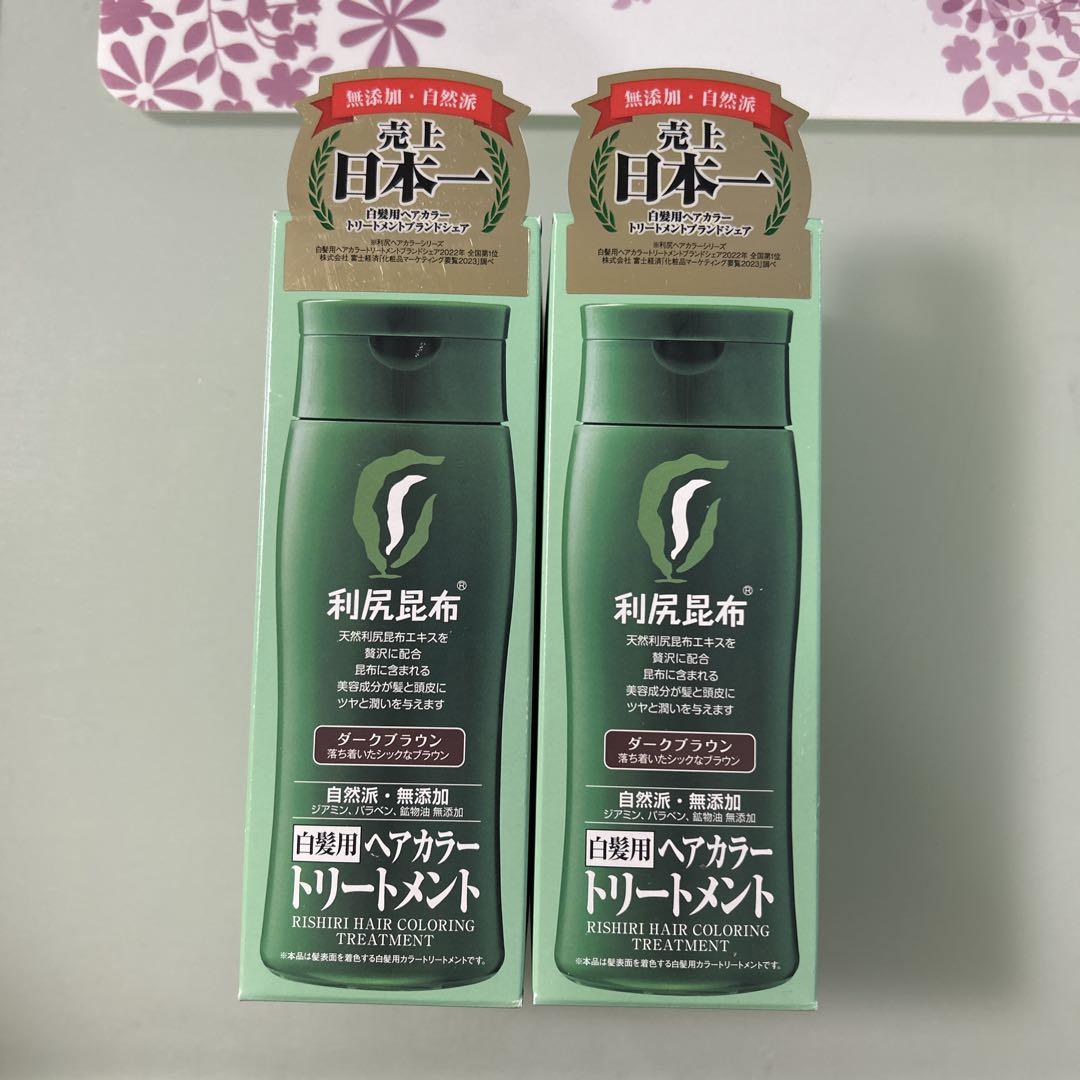 無添加・自然派
売上
日本一
白髪用ヘアカラー
トリートメントブランドシェア
※利尻ヘアカラーシリーズ
白髪用ヘアカラートリートメントブランドシェア2022年 全国第1位
株式会社 富士経済「化粧品マーケティング要覧2023」調べ
利尻昆布®
天然利尻昆布エキスを
贅沢に配合
昆布に含まれる
美容成分が髪と頭皮に
ツヤと潤いを与えます
ダークブラウン
落ち着いたシックなブラウン
自然派・無添加
ジアミン、パラベン、鉱物油 無添加
白髪用 ヘアカラー
トリートメント
RISHIRI HAIR COLORING
TREATMENT
※本品は髪表面を着色する白髪用カラートリートメントです。
無添加・自然派
売上
日本一
白髪用ヘアカラー
トリートメントブランドシェア
※利尻ヘアカラーシリーズ
白髪用ヘアカラートリートメントブランドシェア2022年 全国第1位
株式会社 富士経済「化粧品マーケティング要覧2023」調べ
利尻昆布®
天然利尻昆布エキスを
贅沢に配合
昆布に含まれる
美容成分が髪と頭皮に
ツヤと潤いを与えます
ダークブラウン
落ち着いたシックなブラウン
自然派・無添加
ジアミン、パラベン、鉱物油 無添加
白髪用 ヘアカラー
トリートメント
RISHIRI HAIR COLORING
TREATMENT
※本品は髪表面を着色する白髪用カラートリートメントです。